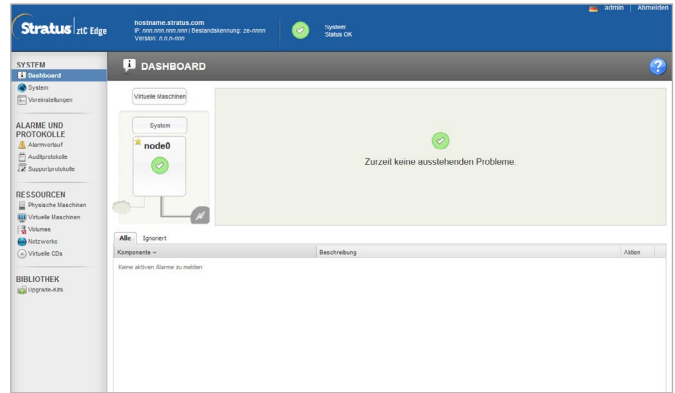 admin | Abmelden
Stratus ztC Edge
hostname.stratus.com
IP: nnn.nnn.nnn.nnn | Bestandskennung: ze-nnnn
Version: n.n.n-nnn
System
Status OK
SYSTEM
Dashboard
System
Voreinstellungen
ALARME UND
PROTOKOLLE
Alarmverlauf
Auditprotokolle
Supportprotokolle
RESSOURCEN
Physische Maschinen
Virtuelle Maschinen
Volumes
Netzwerke
Virtuelle CDs
BIBLIOTHEK
Upgrade-Kits
DASHBOARD
?
Virtuelle Maschinen
System
node0
Zurzeit keine ausstehenden Probleme.
Alle Ignoriert
Komponente Beschreibung Aktion
Keine aktiven Alarme zu melden